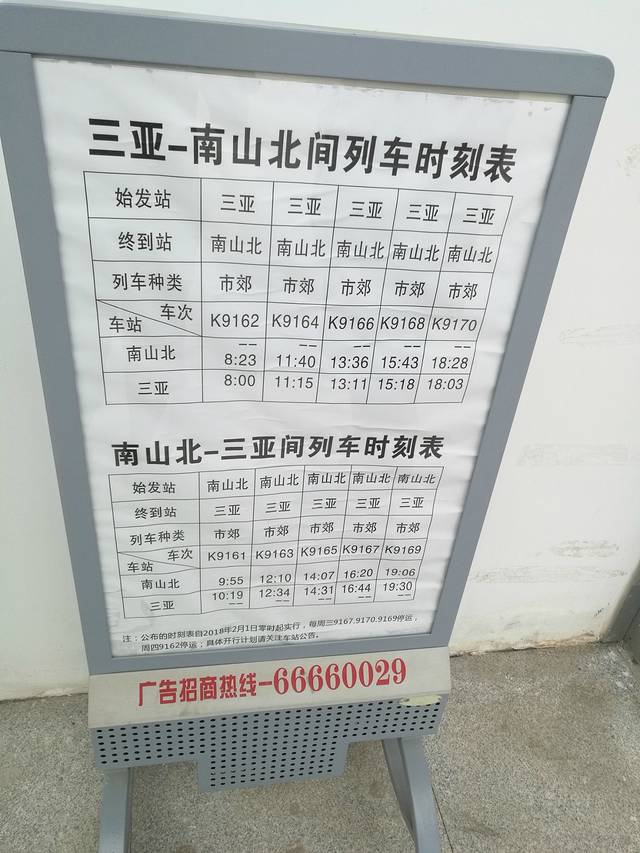 三亚-南山北间列车时刻表
始发站 三亚 三亚 三亚 三亚 三亚
终到站 南山北 南山北 南山北 南山北 南山北
列车种类 市郊 市郊 市郊 市郊 市郊
车次
车站 K9162 K9164 K9166 K9168 K9170
-- -- -- -- --
南山北 8:23 11:40 13:36 15:43 18:28
三亚 8:00 11:15 13:11 15:18 18:03
南山北-三亚间列车时刻表
始发站 南山北 南山北 南山北 南山北 南山北
终到站 三亚 三亚 三亚 三亚 三亚
列车种类 市郊 市郊 市郊 市郊 市郊
车次
车站 K9161 K9163 K9165 K9167 K9169
南山北 9:55 12:10 14:07 16:20 19:06
三亚 10:19 12:34 14:31 16:44 19:30
-- -- -- -- --
注：公布的时刻表自2018年2月1日零时起实行，每周三9167.9170.9169停运，
周四9162停运；具体开行计划请关注车站公告。
广告招商热线-66660029